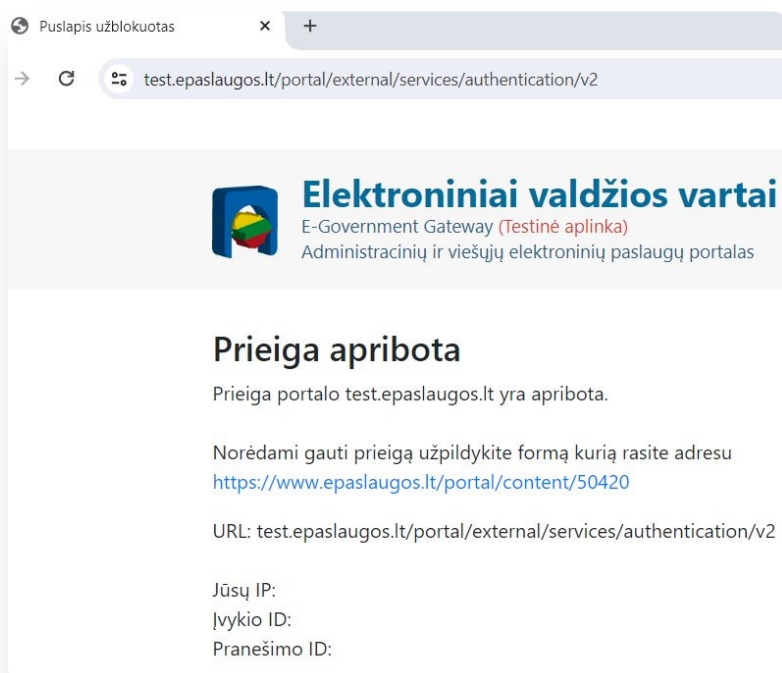 Puslapis užblokuotas
test.epaslaugos.lt/portal/external/services/authentication/v2
Elektroniniai valdžios vartai
E-Government Gateway (Testinė aplinka)
Administracinių ir viešųjų elektroninių paslaugų portalas
Prieiga apribota
Prieiga portalo test.epaslaugos.lt yra apribota.
Norėdami gauti prieigą užpildykite formą kurią rasite adresu
https://www.epaslaugos.lt/portal/content/50420
URL: test.epaslaugos.lt/portal/external/services/authentication/v2
Jūsų IP:
Įvykio ID:
Pranešimo ID: